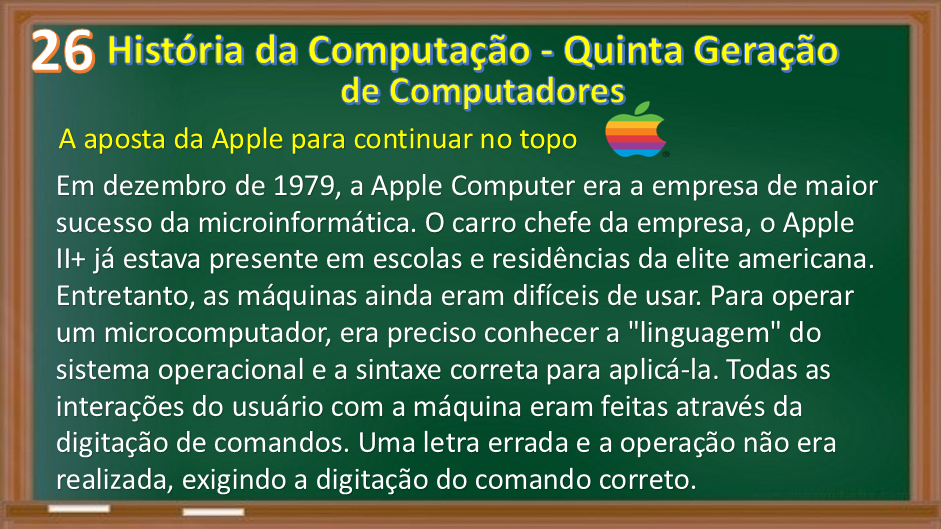 26 História da Computação - Quinta Geração
de Computadores
A aposta da Apple para continuar no topo
Em dezembro de 1979, a Apple Computer era a empresa de maior
sucesso da microinformática. O carro chefe da empresa, o Apple
II+ já estava presente em escolas e residências da elite americana.
Entretanto, as máquinas ainda eram difíceis de usar. Para operar
um microcomputador, era preciso conhecer a "linguagem" do
sistema operacional e a sintaxe correta para aplicá-la. Todas as
interações do usuário com a máquina eram feitas através da
digitação de comandos. Uma letra errada e a operação não era
realizada, exigindo a digitação do comando correto.